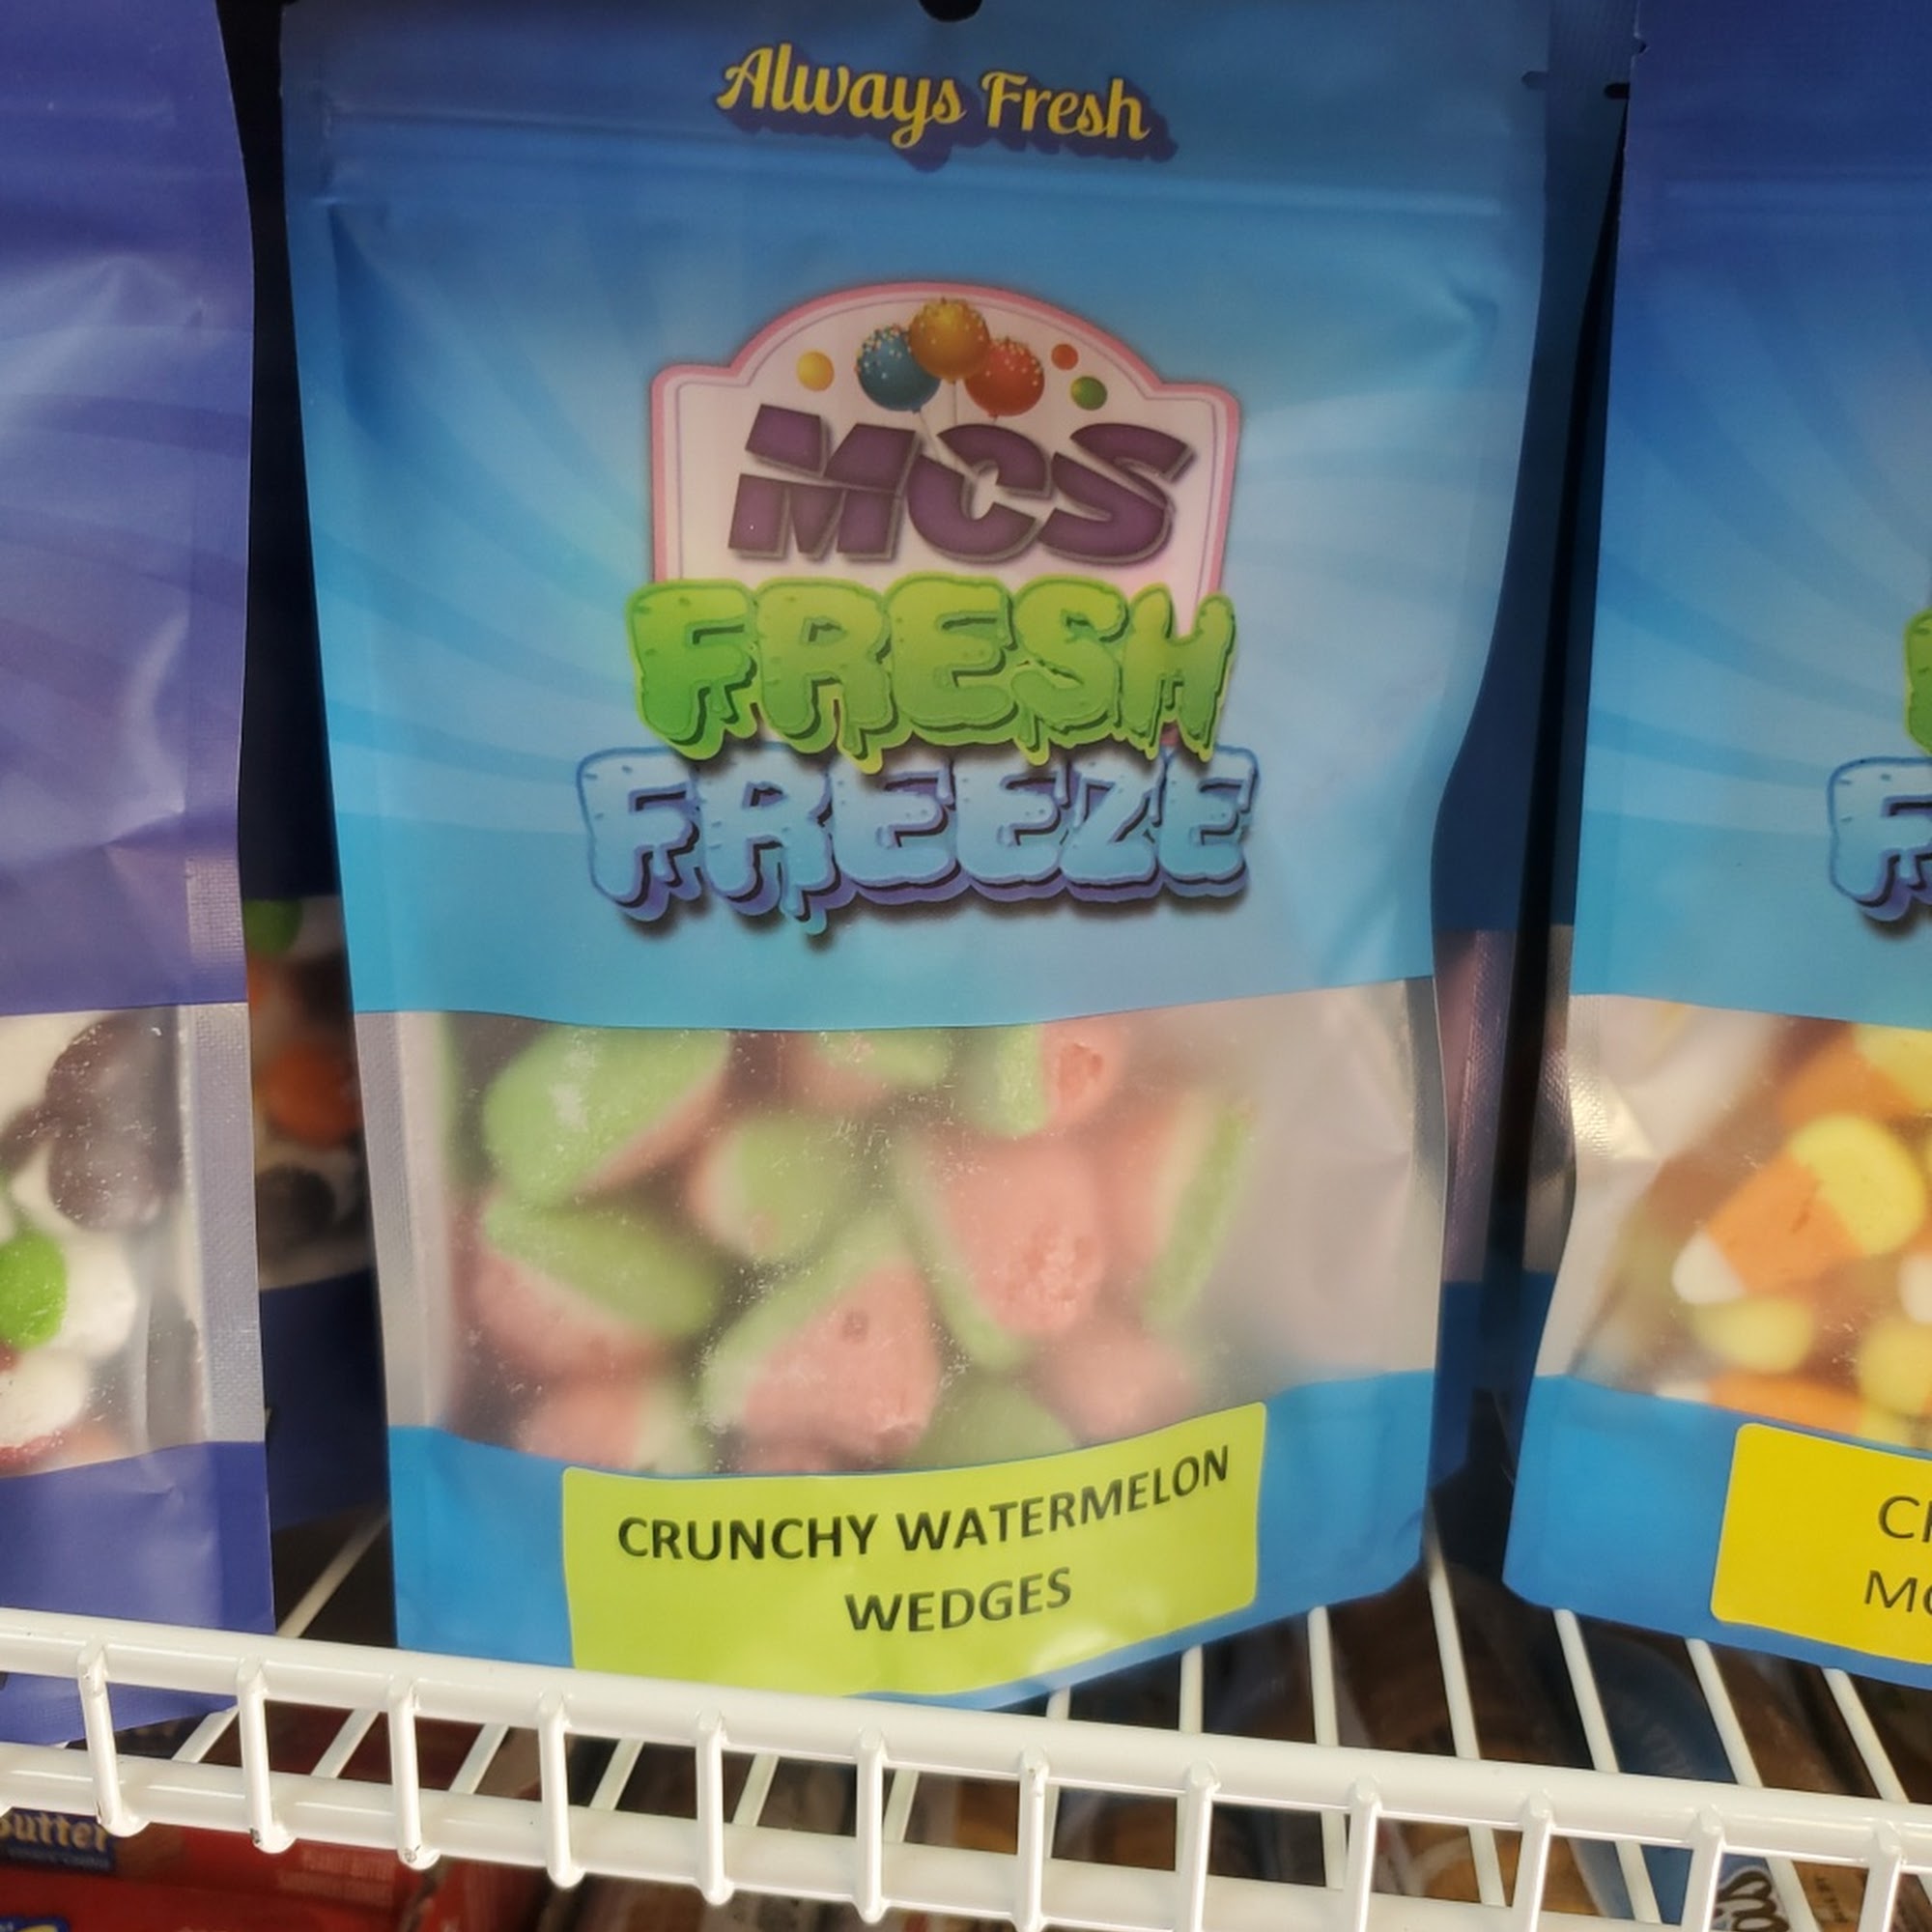 Always Fresh
MCS
FRESH
FREEZE
CRUNCHY WATERMELON
WEDGES